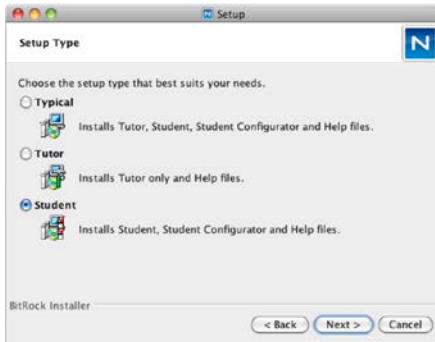 Setup
Setup Type
N
Choose the setup type that best suits your needs.
Typical
Installs Tutor, Student, Student Configurator and Help files.
Tutor
Installs Tutor only and Help files.
Student
Installs Student, Student Configurator and Help files.
BitRock Installer
< Back Next > Cancel